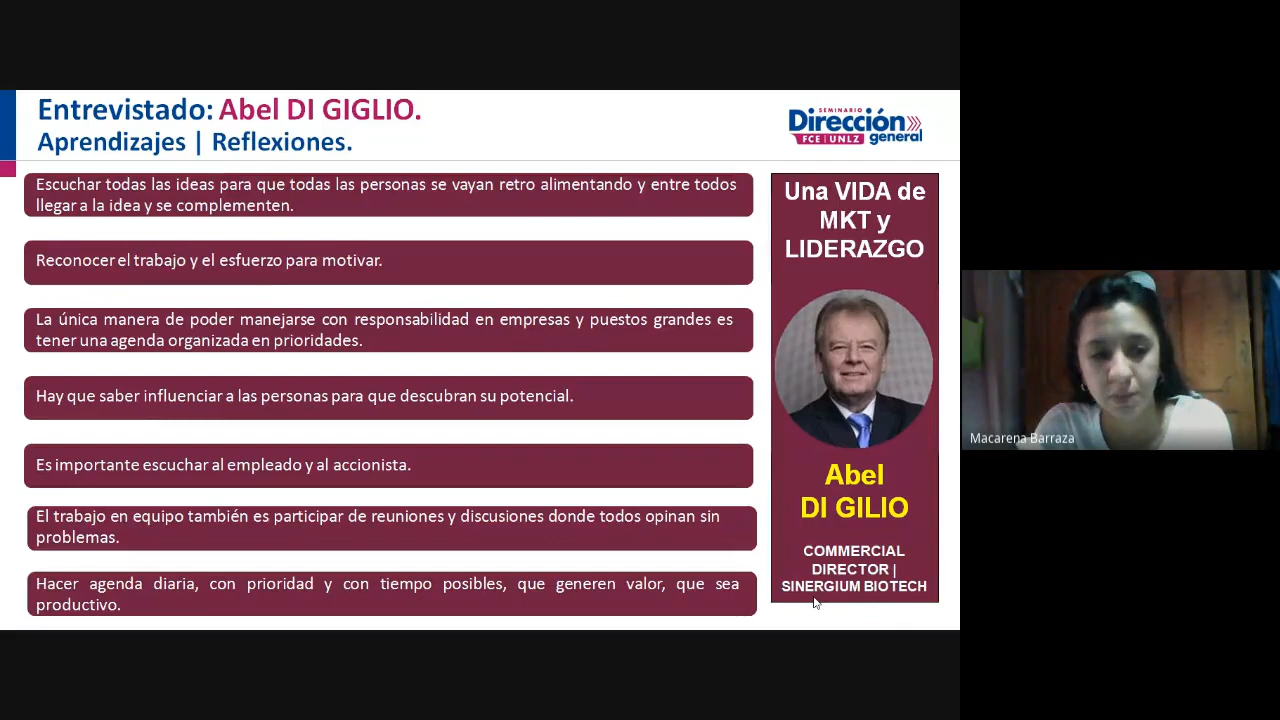 Entrevistado: Abel DI GIGLIO.
Aprendizajes | Reflexiones.
SEMINARIO
Dirección
FCE | UNLZ general
Escuchar todas las ideas para que todas las personas se vayan retro alimentando y entre todos
llegar a la idea y se complementen.
Reconocer el trabajo y el esfuerzo para motivar.
La única manera de poder manejarse con responsabilidad en empresas y puestos grandes es
tener una agenda organizada en prioridades.
Hay que saber influenciar a las personas para que descubran su potencial.
Es importante escuchar al empleado y al accionista.
El trabajo en equipo también es participar de reuniones y discusiones donde todos opinan sin
problemas.
Hacer agenda diaria, con prioridad y con tiempo posibles, que generen valor, que sea
productivo.
Una VIDA de
MKT y
LIDERAZGO
Abel
DI GILIO
COMMERCIAL
DIRECTOR |
SINERGIUM BIOTECH
Macarena Barraza